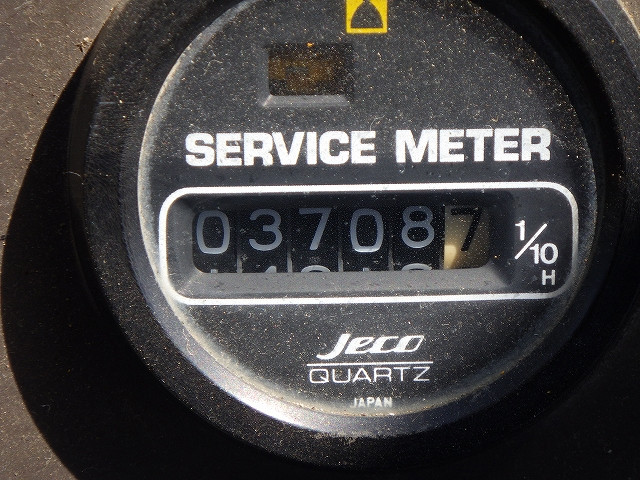 SERVICE METER
037087 1/10 H
Jeco
QUARTZ
JAPAN